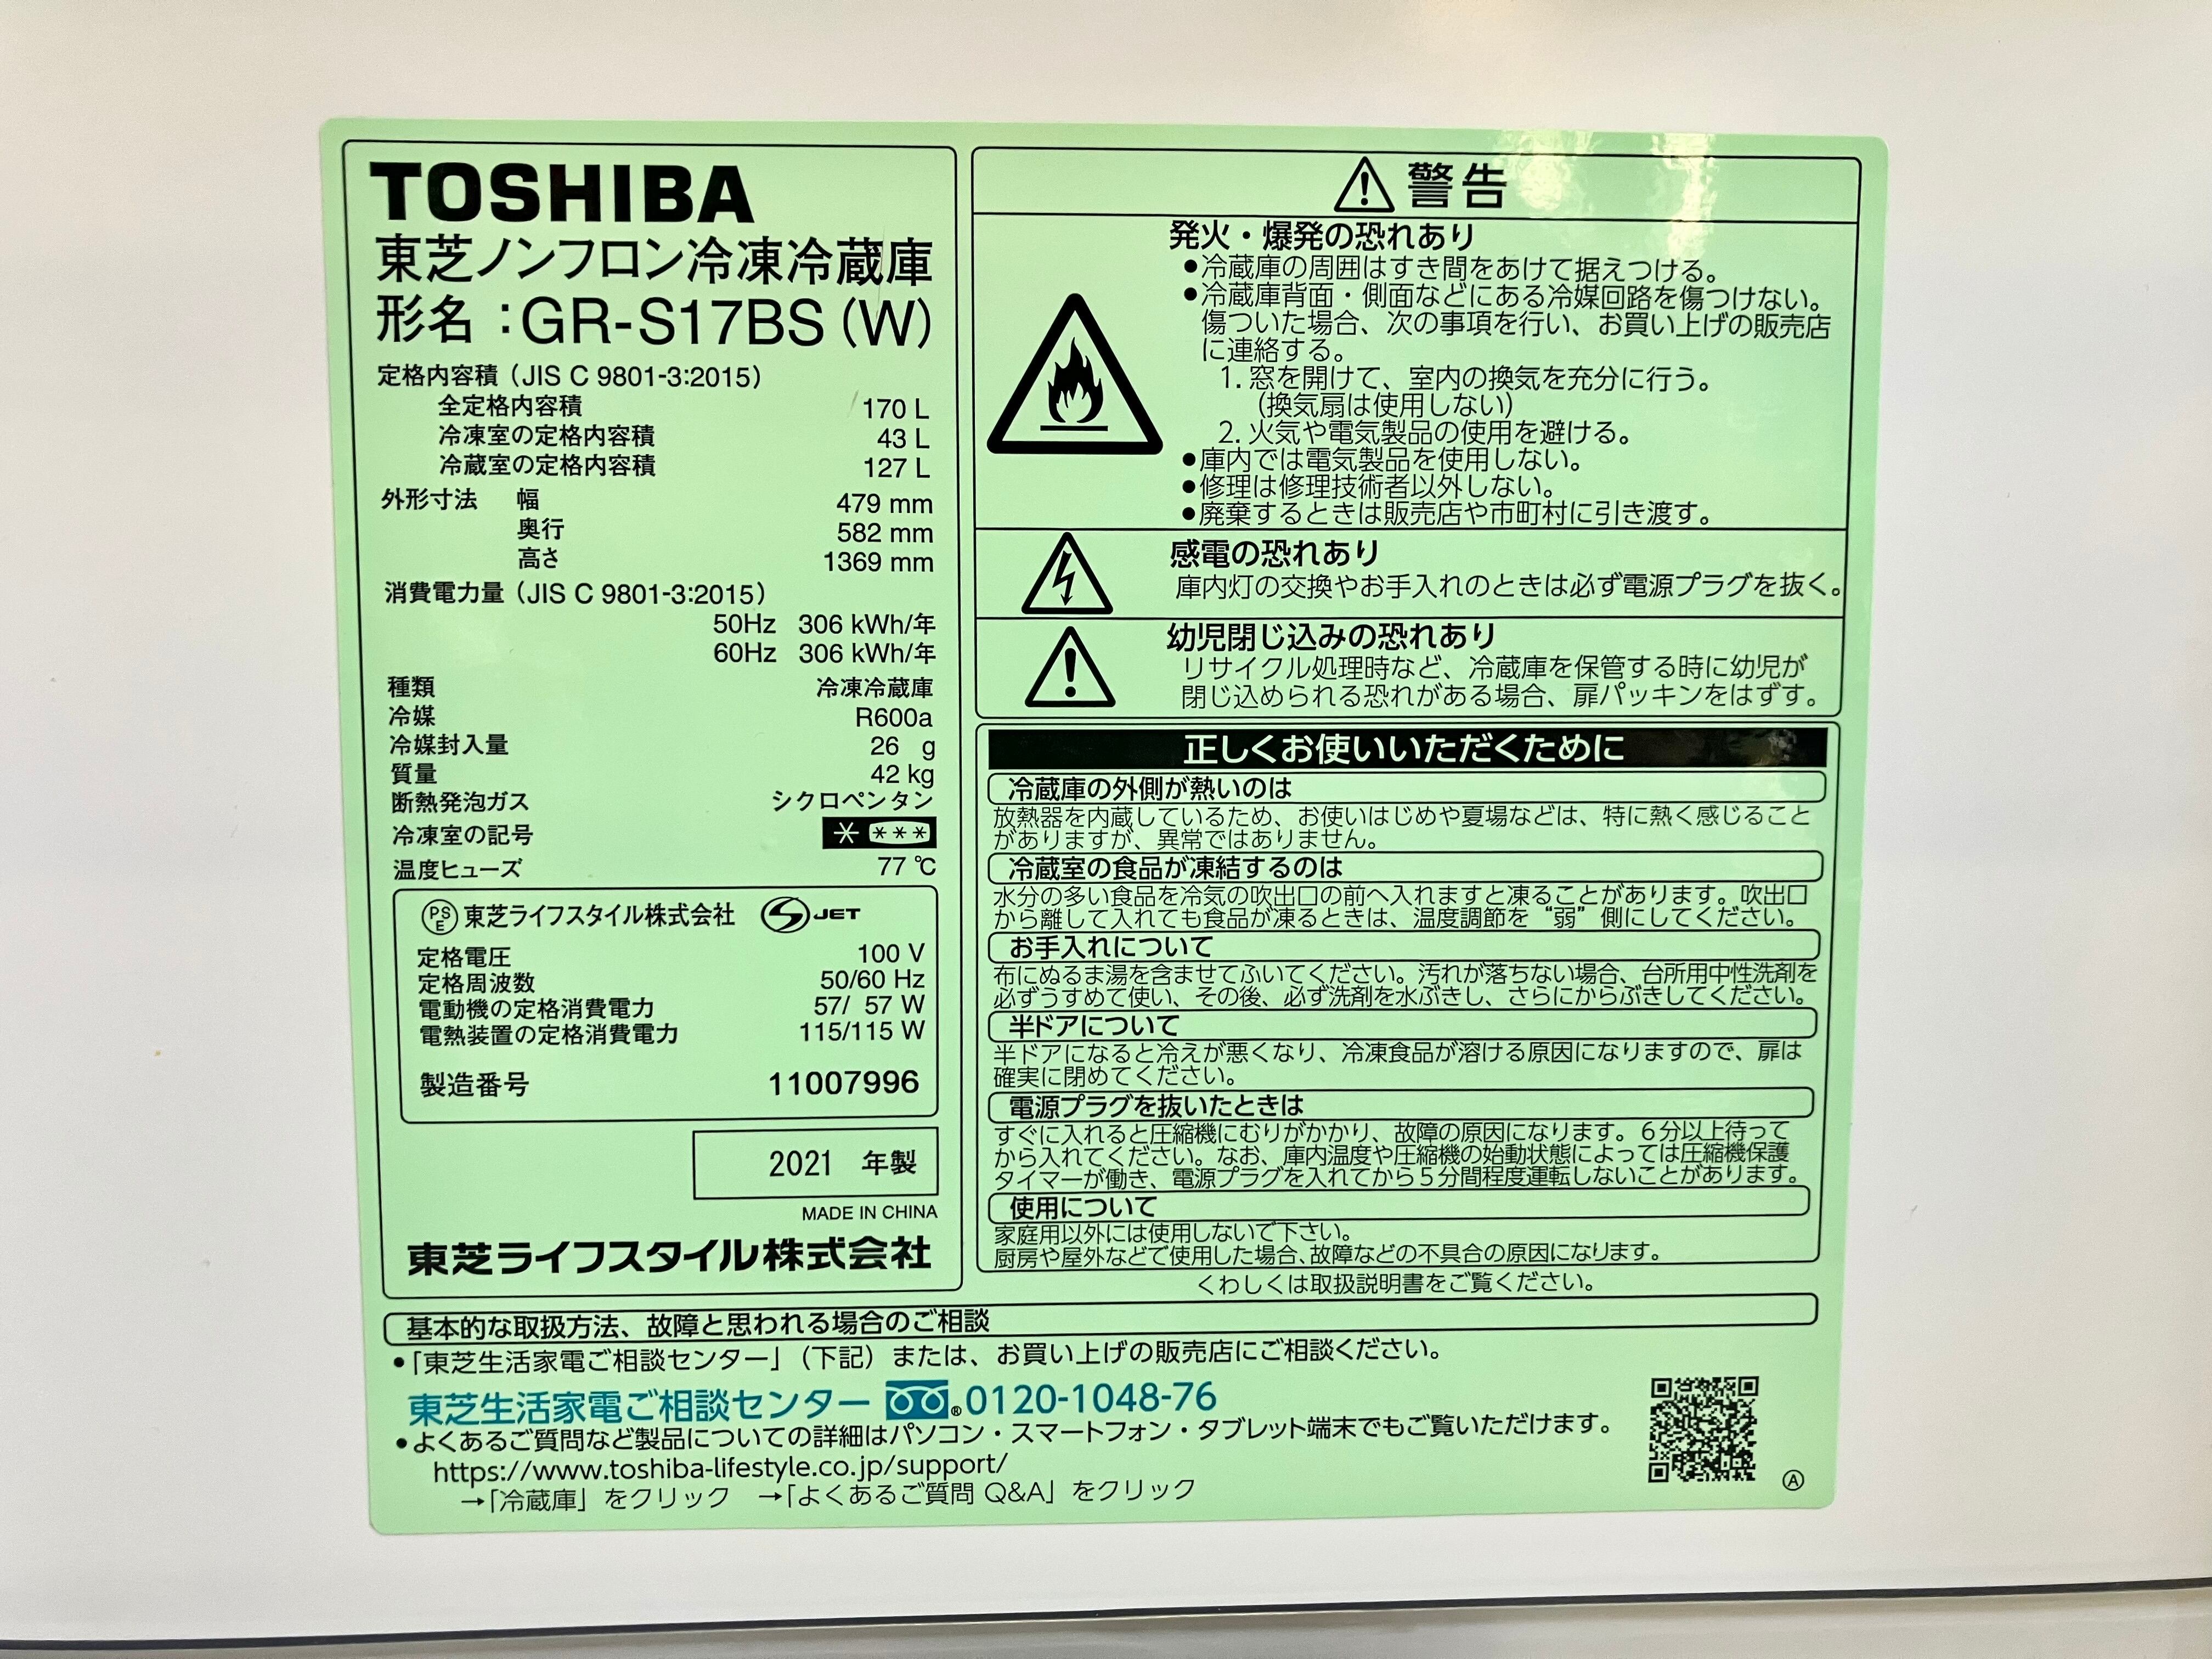 TOSHIBA
東芝ノンフロン冷凍冷蔵庫
形名：GR-S17BS（W）
定格内容積（JIS C 9801-3:2015）
全定格内容積 170 L
冷凍室の定格内容積 43 L
冷蔵室の定格内容積 127 L
外形寸法 幅 479 mm
奥行 582 mm
高さ 1369 mm
消費電力量（JIS C 9801-3:2015）
50Hz 306 kWh/年
60Hz 306 kWh/年
種類 冷凍冷蔵庫
冷媒 R600a
冷媒封入量 26 g
質量 42 kg
断熱発泡ガス シクロペンタン
冷凍室の記号 * ***
温度ヒューズ 77 ℃
PSE 東芝ライフスタイル株式会社 JET
定格電圧 100 V
定格周波数 50/60 Hz
電動機の定格消費電力 57/ 57 W
電熱装置の定格消費電力 115/115 W
製造番号 11007996
2021 年製
MADE IN CHINA
東芝ライフスタイル株式会社
警告
発火・爆発の恐れあり
●冷蔵庫の周囲はすき間をあけて据えつける。
●冷蔵庫背面・側面などにある冷媒回路を傷つけない。
傷ついた場合、次の事項を行い、お買い上げの販売店
に連絡する。
1. 窓を開けて、室内の換気を充分に行う。
（換気扇は使用しない）
2. 火気や電気製品の使用を避ける。
●庫内では電気製品を使用しない。
●修理は修理技術者以外しない。
●廃棄するときは販売店や市町村に引き渡す。
感電の恐れあり
庫内灯の交換やお手入れのときは必ず電源プラグを抜く。
幼児閉じ込みの恐れあり
リサイクル処理時など、冷蔵庫を保管する時に幼児が
閉じ込められる恐れがある場合、扉パッキンをはずす。
正しくお使いいただくために
冷蔵庫の外側が熱いのは
放熱器を内蔵しているため、お使いはじめや夏場などは、特に熱く感じること
がありますが、異常ではありません。
冷蔵室の食品が凍結するのは
水分の多い食品を冷気の吹出口の前へ入れますと凍ることがあります。吹出口
から離して入れても食品が凍るときは、温度調節を“弱”側にしてください。
お手入れについて
布にぬるま湯を含ませてふいてください。汚れが落ちない場合、台所用中性洗剤を
必ずうすめて使い、その後、必ず洗剤を水ぶきし、さらにからぶきしてください。
半ドアについて
半ドアになると冷えが悪くなり、冷凍食品が溶ける原因になりますので、扉は
確実に閉めてください。
電源プラグを抜いたときは
すぐに入れると圧縮機にむりがかかり、故障の原因になります。6分以上待って
から入れてください。なお、庫内温度や圧縮機の始動状態によっては圧縮機保護
タイマーが働き、電源プラグを入れてから5分間程度運転しないことがあります。
使用について
家庭用以外には使用しないで下さい。
厨房や屋外などで使用した場合、故障などの不具合の原因になります。
くわしくは取扱説明書をご覧ください。
基本的な取扱方法、故障と思われる場合のご相談
●「東芝生活家電ご相談センター」（下記）または、お買い上げの販売店にご相談ください。
東芝生活家電ご相談センター ® 0120-1048-76
●よくあるご質問など製品についての詳細はパソコン・スマートフォン・タブレット端末でもご覧いただけます。
https://www.toshiba-lifestyle.co.jp/support/
→「冷蔵庫」をクリック →「よくあるご質問 Q&A」をクリック
Ⓐ